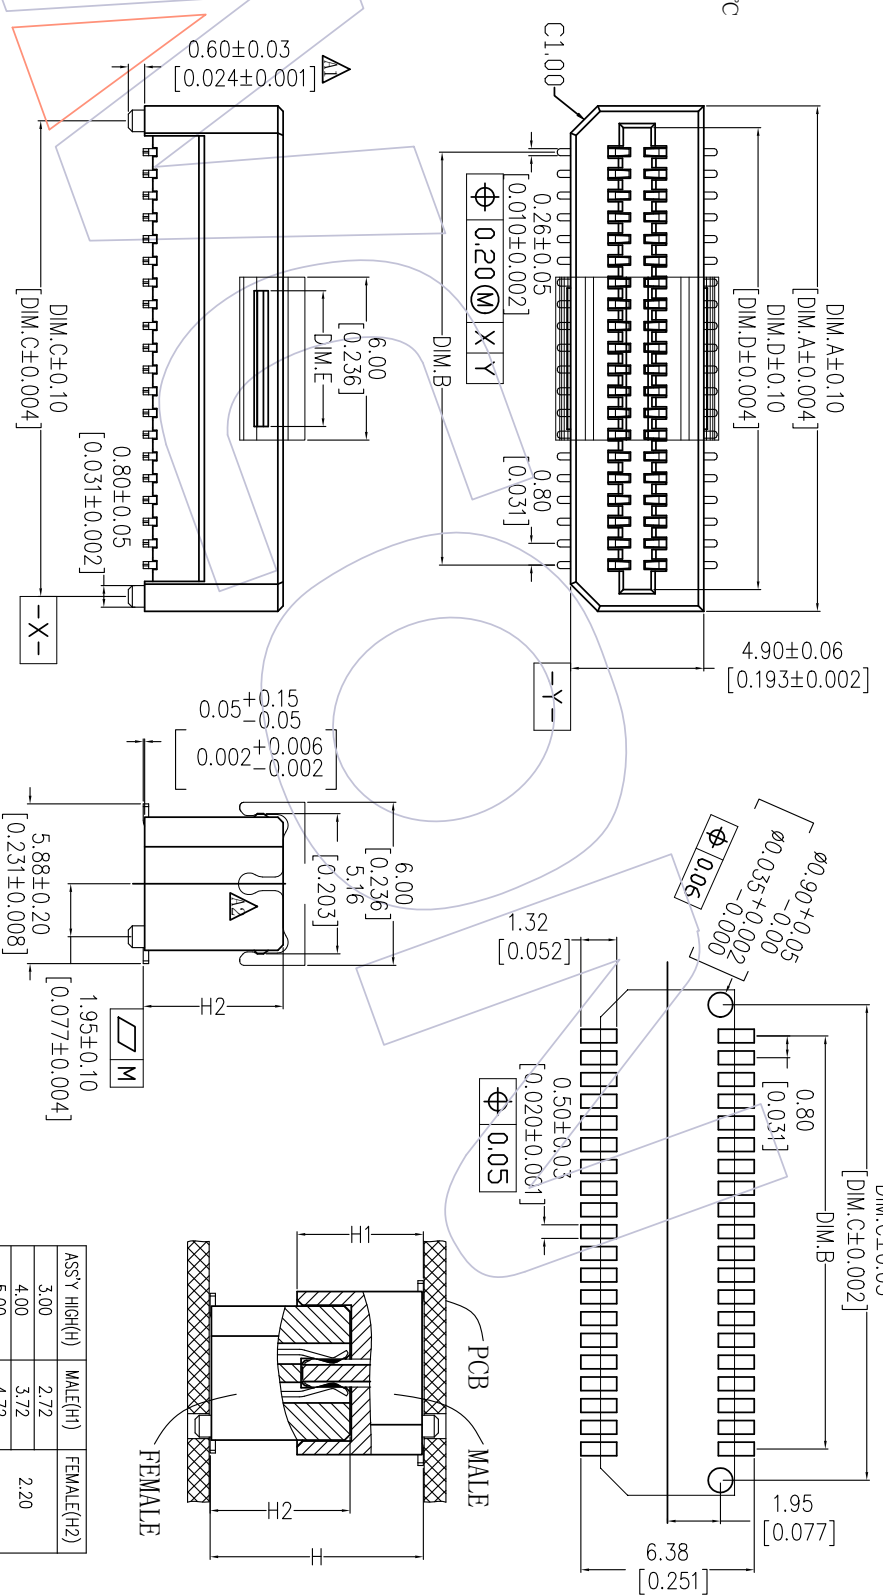 ℃
0.60±0.03
[0.024±0.001]
A1
C1.00
DIM.A±0.10
[DIM.A±0.004]
DIM.D±0.10
[DIM.D±0.004]
0.26±0.05
[0.010±0.002]
0.20 M X Y
DIM.B
0.80
[0.031]
4.90±0.06
[0.193±0.002]
-Y-
6.00
[0.236]
DIM.E
DIM.C±0.10
[DIM.C±0.004]
0.80±0.05
[0.031±0.002]
-X-
0.05+0.15
-0.05
[0.002+0.006
-0.002]
6.00
[0.236]
5.16
[0.203]
A2
5.88±0.20
[0.231±0.008]
H2
1.95±0.10
[0.077±0.004]
M
ø0.90+0.05
-0.00
[ø0.035+0.002
-0.000]
0.06
1.32
[0.052]
0.80
[0.031]
[DIM.C±0.002]
DIM.B
0.50±0.03
[0.020±0.001]
0.05
1.95
[0.077]
6.38
[0.251]
H1
PCB
MALE
FEMALE
H2
H
ASS'Y HIGH(H) MALE(H1) FEMALE(H2)
3.00 2.72
4.00 3.72 2.20